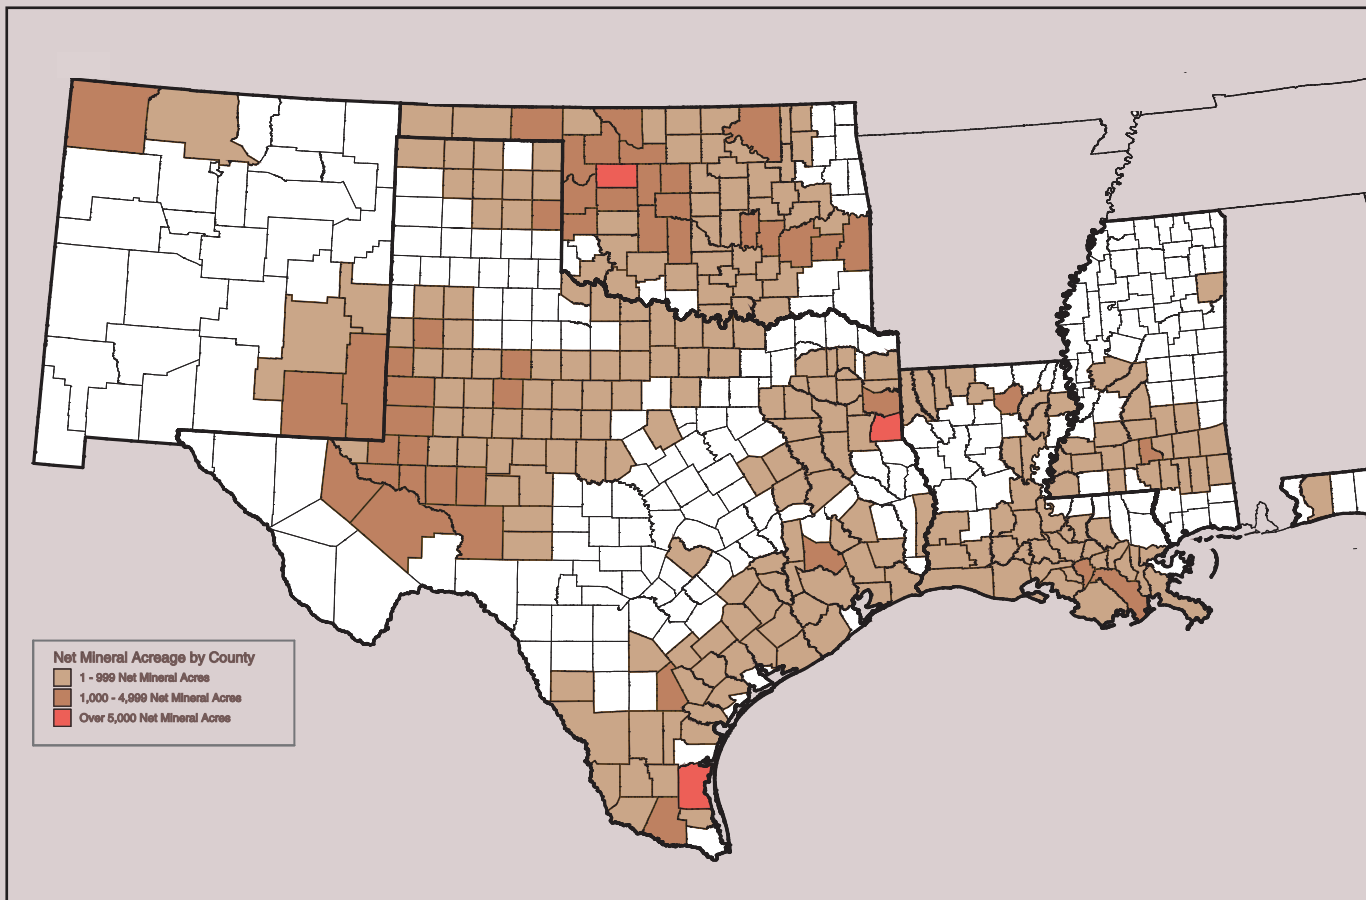 Net Mineral Acreage by County
1 - 999 Net Mineral Acres
1,000 - 4,999 Net Mineral Acres
Over 5,000 Net Mineral Acres